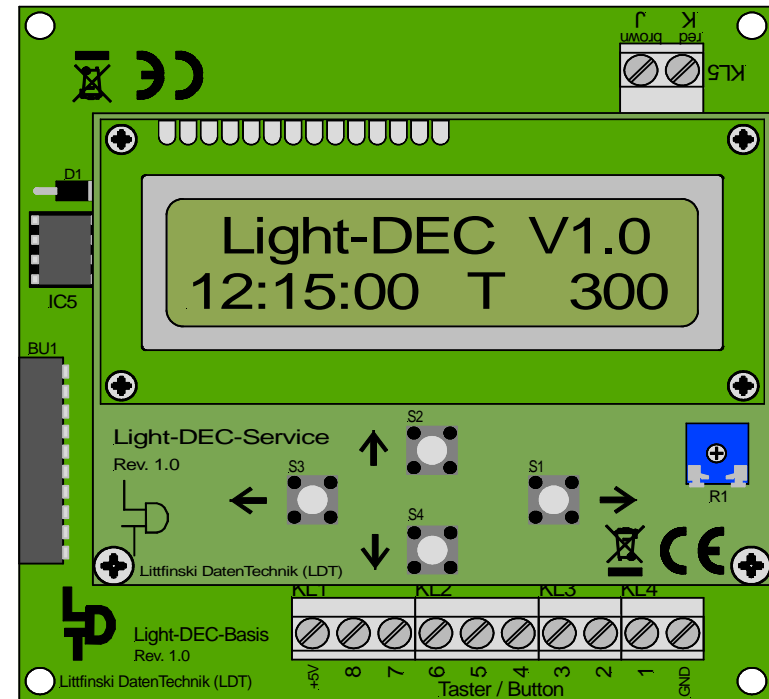 J K
brown red
KL5
D1
Light-DEC V1.0
12:15:00 T 300
IC5
BU1
S2
Light-DEC-Service
Rev. 1.0
S3
S1
R1
S4
Littfinski DatenTechnik (LDT)
KL1 KL2 KL3 KL4
LDT
Light-DEC-Basis
Rev. 1.0
+5V 8 7 6 5 4 3 2 1 GND
Littfinski DatenTechnik (LDT)
Taster / Button